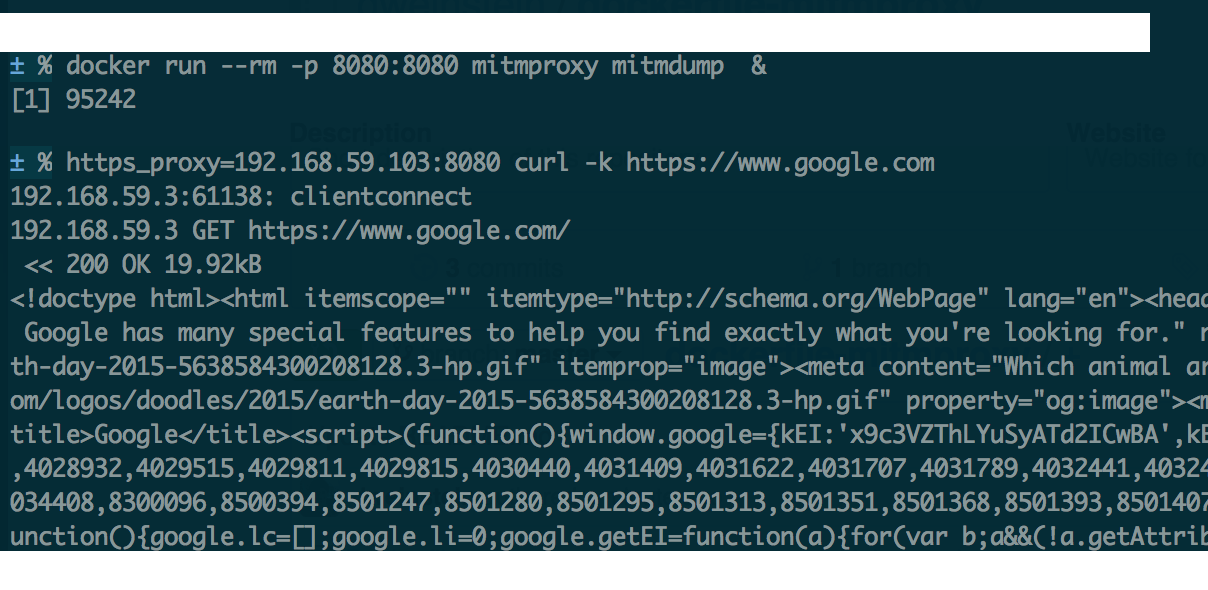 ± % docker run --rm -p 8080:8080 mitmproxy mitmdump  &
[1] 95242
Description
Website
± % https_proxy=192.168.59.103:8080 curl -k https://www.google.com
192.168.59.3:61138: clientconnect
192.168.59.3 GET https://www.google.com/
 << 200 OK 19.92kB
3 commits
1 branch
<!doctype html><html itemscope="" itemtype="http://schema.org/WebPage" lang="en"><head
 Google has many special features to help you find exactly what you're looking for." r
th-day-2015-5638584300208128.3-hp.gif" itemprop="image"><meta content="Which animal ar
om/logos/doodles/2015/earth-day-2015-5638584300208128.3-hp.gif" property="og:image"><m
title>Google</title><script>(function(){window.google={kEI:'x9c3VZThLYuSyATd2ICwBA',kE
,4028932,4029515,4029811,4029815,4030440,4031409,4031622,4031707,4031789,4032441,40324
034408,8300096,8500394,8501247,8501280,8501295,8501313,8501351,8501368,8501393,8501407
unction(){google.lc=[];google.li=0;google.getEI=function(a){for(var b;a&&(!a.getAttrib